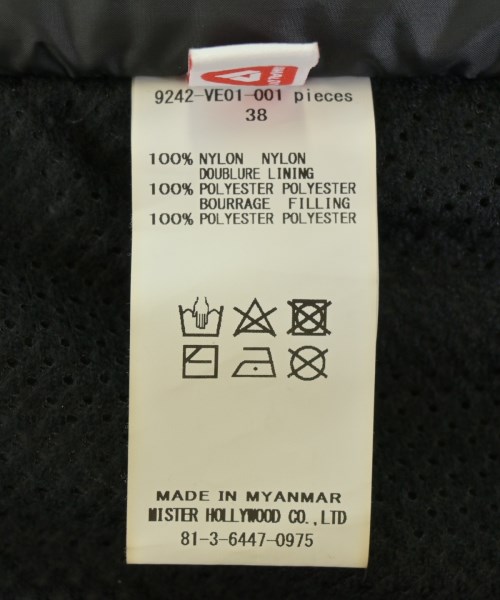 9242-VE01-001 pieces
38
100% NYLON NYLON
DOUBLURE LINING
100% POLYESTER POLYESTER
BOURRAGE FILLING
100% POLYESTER POLYESTER
MADE IN MYANMAR
MISTER HOLLYWOOD CO.,LTD
81-3-6447-0975